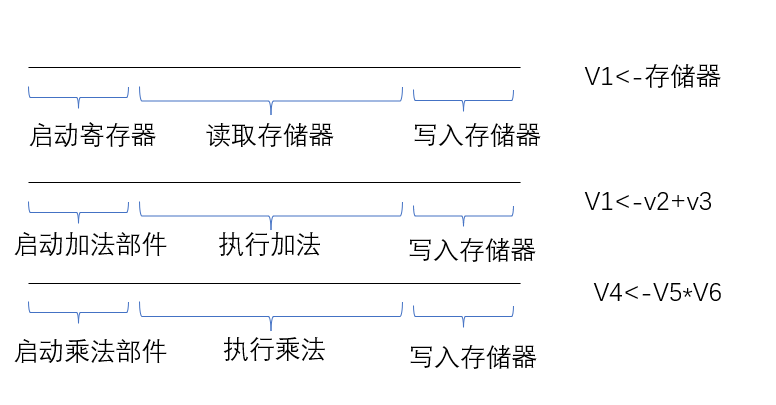 V1<-存储器
启动寄存器 读取存储器 写入存储器
V1<-v2+v3
启动加法部件 执行加法 写入存储器
V4<-V5*V6
启动乘法部件 执行乘法 写入存储器